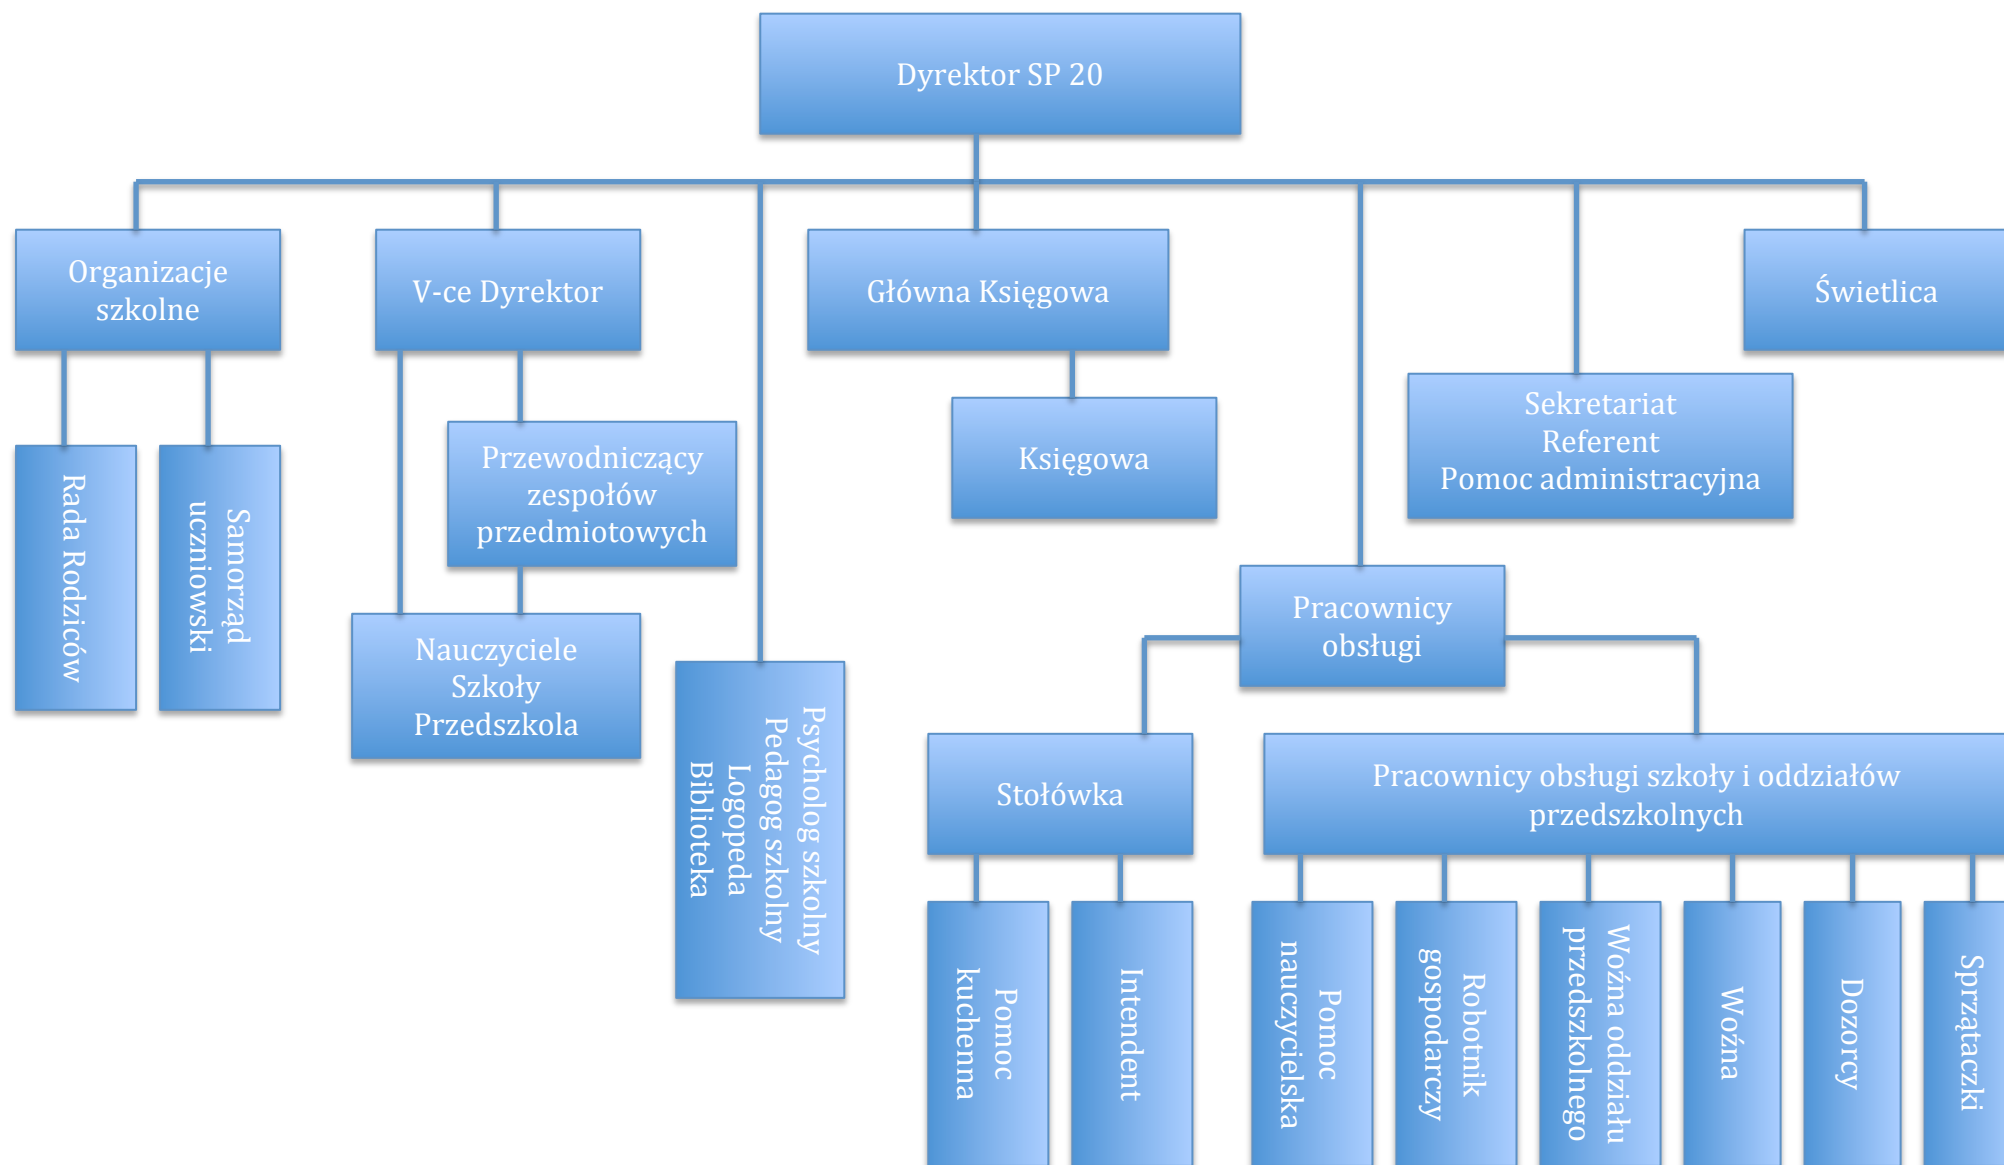 Dyrektor SP 20
Organizacje
szkolne
V-ce Dyrektor
Główna Księgowa
Świetlica
Sekretariat
Referent
Pomoc administracyjna
Księgowa
Przewodniczący
zespołów
przedmiotowych
Rada Rodziców
Samorząd
uczniowski
Nauczyciele
Szkoły
Przedszkola
Psycholog szkolny
Pedagog szkolny
Logopeda
Biblioteka
Pracownicy
obsługi
Stołówka
Pracownicy obsługi szkoły i oddziałów
przedszkolnych
Pomoc
kuchenna
Intendent
Pomoc
nauczycielska
Robotnik
gospodarczy
Woźna oddziału
przedszkolnego
Woźna
Dozorcy
Sprzątaczki